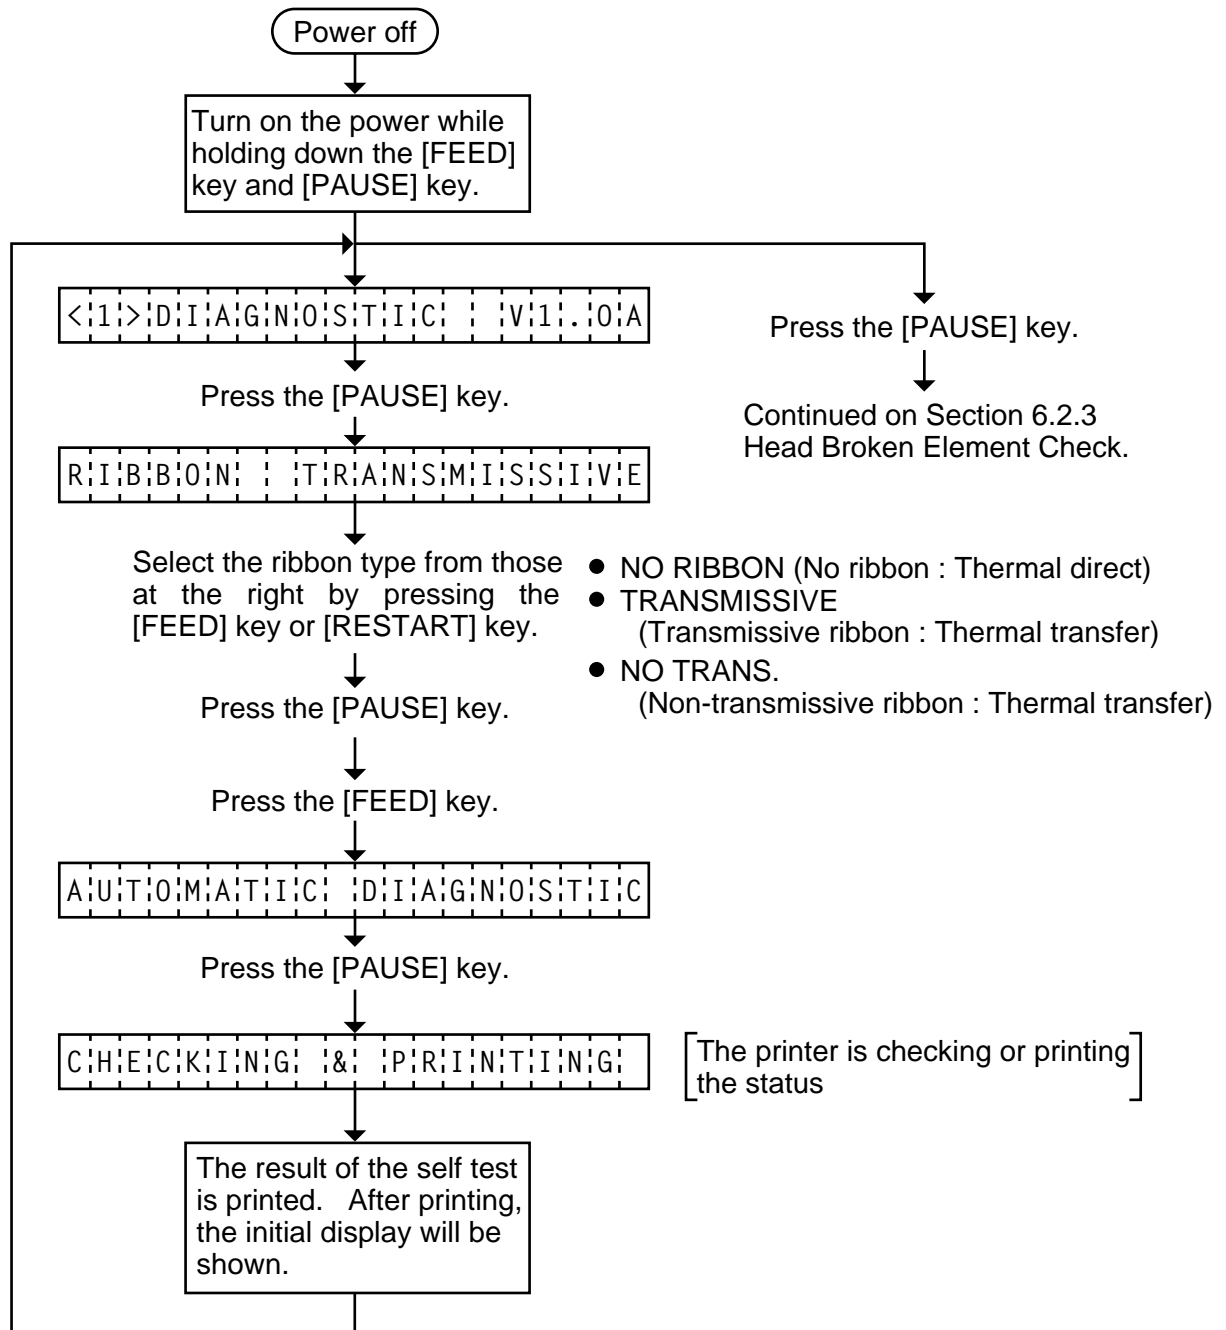 Power off
Turn on the power while
holding down the [FEED]
key and [PAUSE] key.
<1>DIAGNOSTIC  V1.0A
Press the [PAUSE] key.
Continued on Section 6.2.3
Head Broken Element Check.
Press the [PAUSE] key.
RIBBON  TRANSMISSIVE
Select the ribbon type from those
at the right by pressing the
[FEED] key or [RESTART] key.
● NO RIBBON (No ribbon : Thermal direct)
● TRANSMISSIVE
(Transmissive ribbon : Thermal transfer)
● NO TRANS.
(Non-transmissive ribbon : Thermal transfer)
Press the [PAUSE] key.
Press the [FEED] key.
AUTOMATIC DIAGNOSTIC
Press the [PAUSE] key.
CHECKING & PRINTING
[The printer is checking or printing
the status]
The result of the self test
is printed. After printing,
the initial display will be
shown.